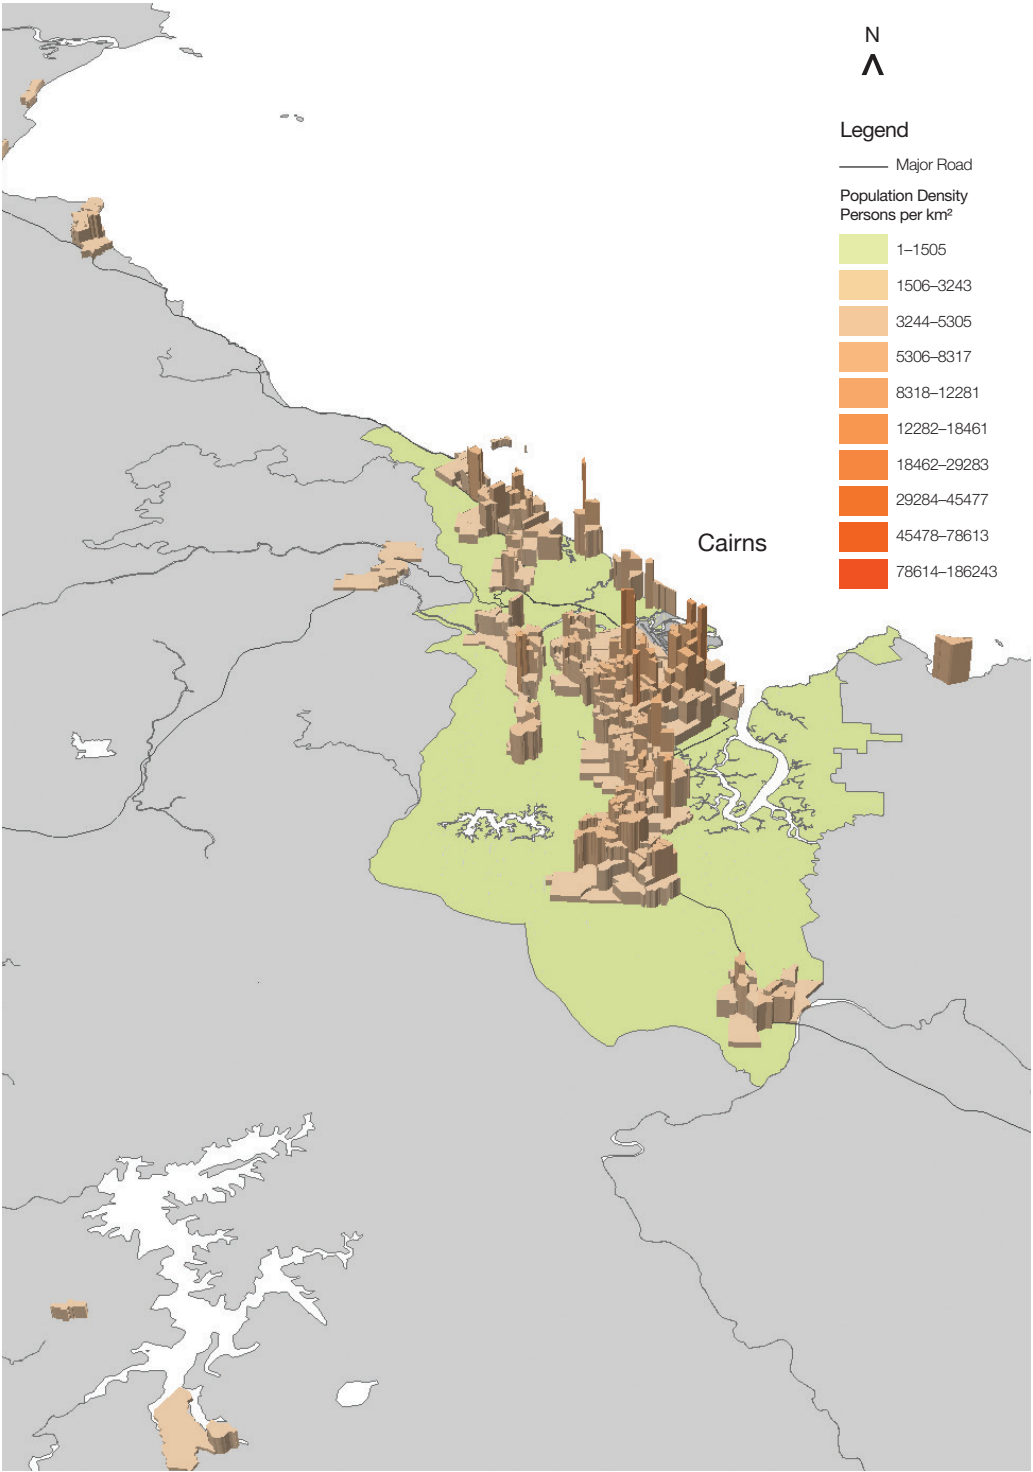 N
Legend
Major Road
Population Density
Persons per km²
1–1505
1506–3243
3244–5305
5306–8317
8318–12281
12282–18461
18462–29283
29284–45477
45478–78613
78614–186243
Cairns